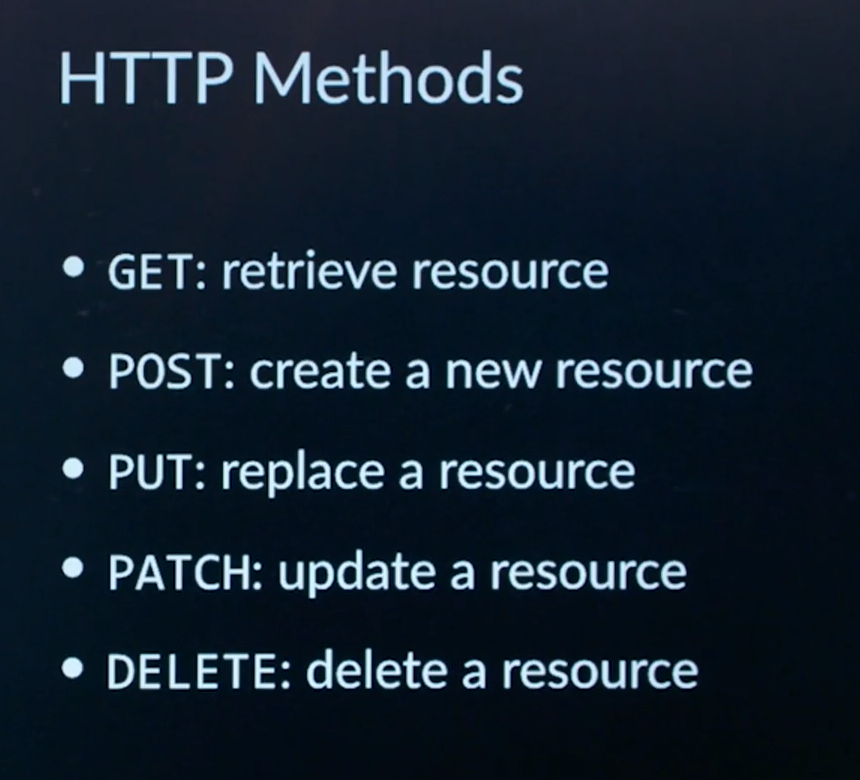 HTTP Methods
• GET: retrieve resource
• POST: create a new resource
• PUT: replace a resource
• PATCH: update a resource
• DELETE: delete a resource